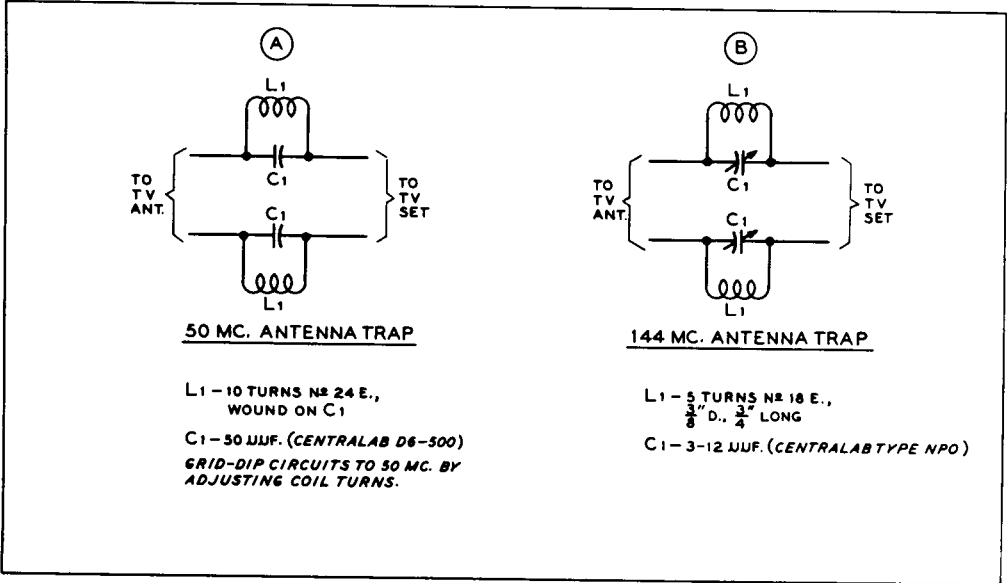 A
L1
C1
TO
TV
ANT.
TO
TV
SET
C1
L1
50 MC. ANTENNA TRAP
L1-10 TURNS Nº 24 E.,
WOUND ON C1
C1-50 UUF. (CENTRALAB D6-500)
GRID-DIP CIRCUITS TO 50 MC. BY
ADJUSTING COIL TURNS.
B
L1
C1
TO
TV
ANT.
TO
TV
SET
C1
L1
144 MC. ANTENNA TRAP
L1-5 TURNS Nº 18 E.,
3/8" D., 3/4" LONG
C1-3-12 UUF. (CENTRALAB TYPE NPO)